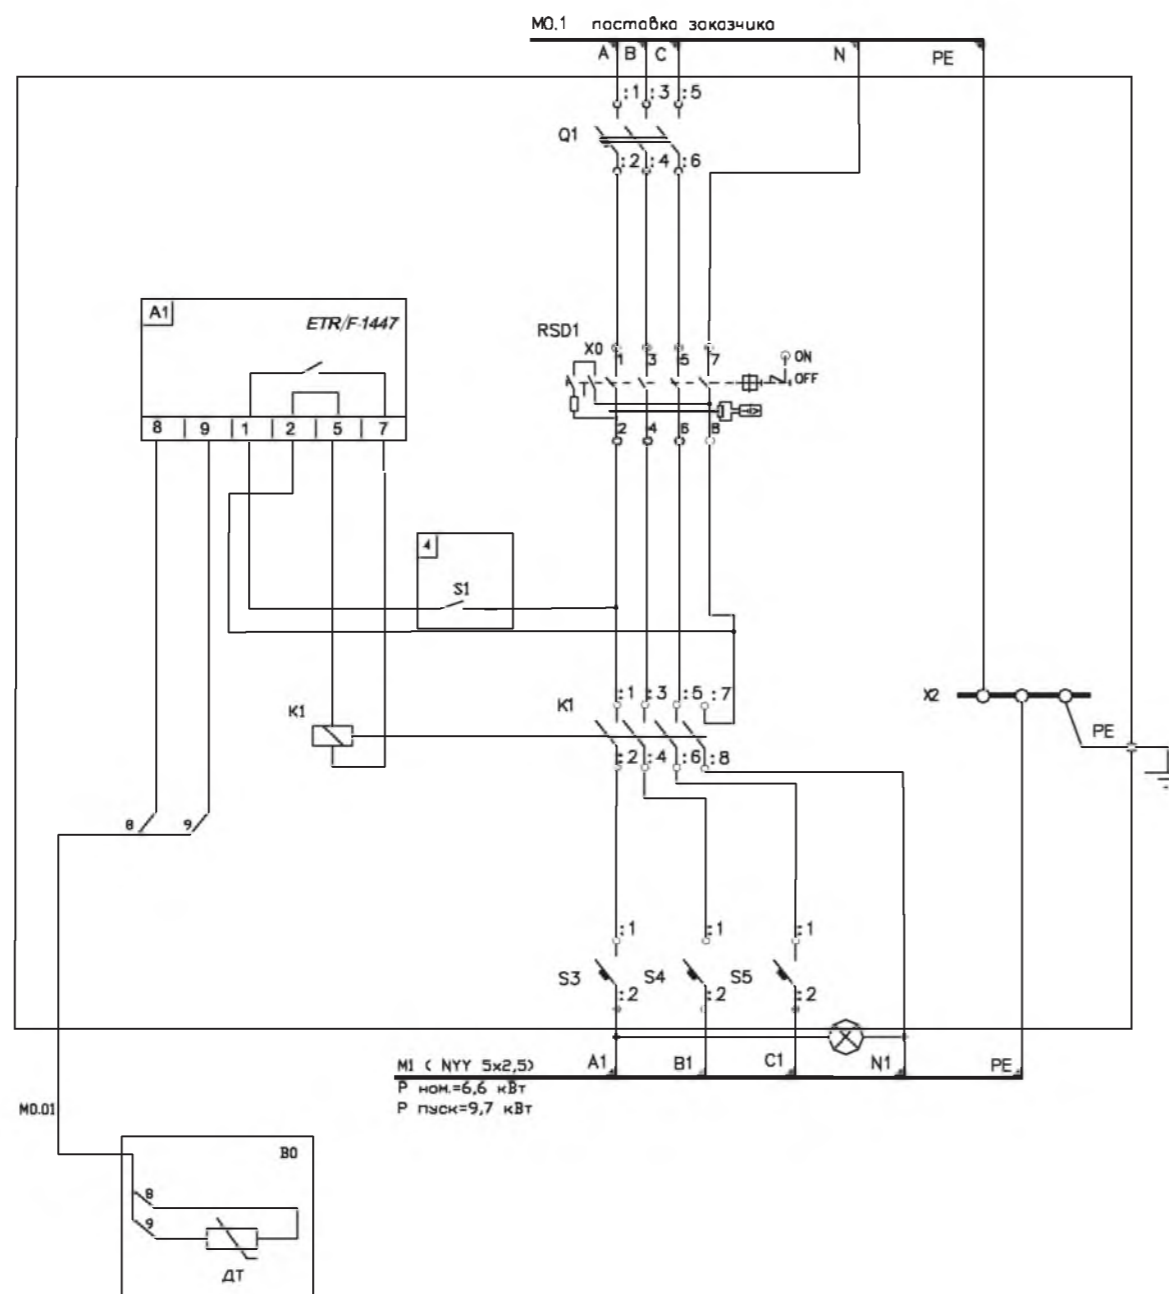 M0.1 поставка заказчика
A B C N PE
:1 :3 :5
Q1
:2 :4 :6
A1
ETR/F-1447
8 9 1 2 5 7
RSD1
X0
1 3 5 7
ON
OFF
2 4 6 8
4
S1
K1
K1
:1 :3 :5 :7
:2 :4 :6 :8
X2
PE
8 9
:1 :1 :1
S3 S4 S5
:2 :2 :2
M1 ( NYY 5x2,5)
A1 B1 C1 N1 PE
P ном.=6,6 кВт
P пуск=9,7 кВт
M0.01
B0
8
9
ДТ